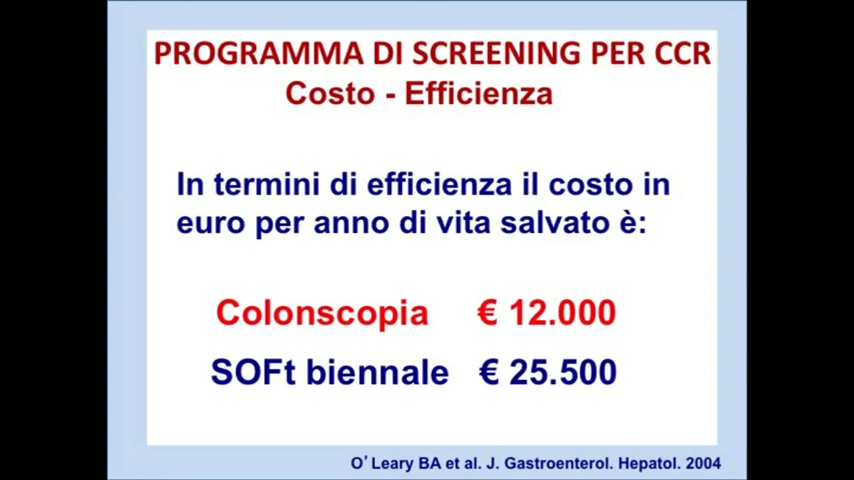 PROGRAMMA DI SCREENING PER CCR
Costo - Efficienza
In termini di efficienza il costo in
euro per anno di vita salvato è:
Colonscopia € 12.000
SOFt biennale € 25.500
O’ Leary BA et al. J. Gastroenterol. Hepatol. 2004